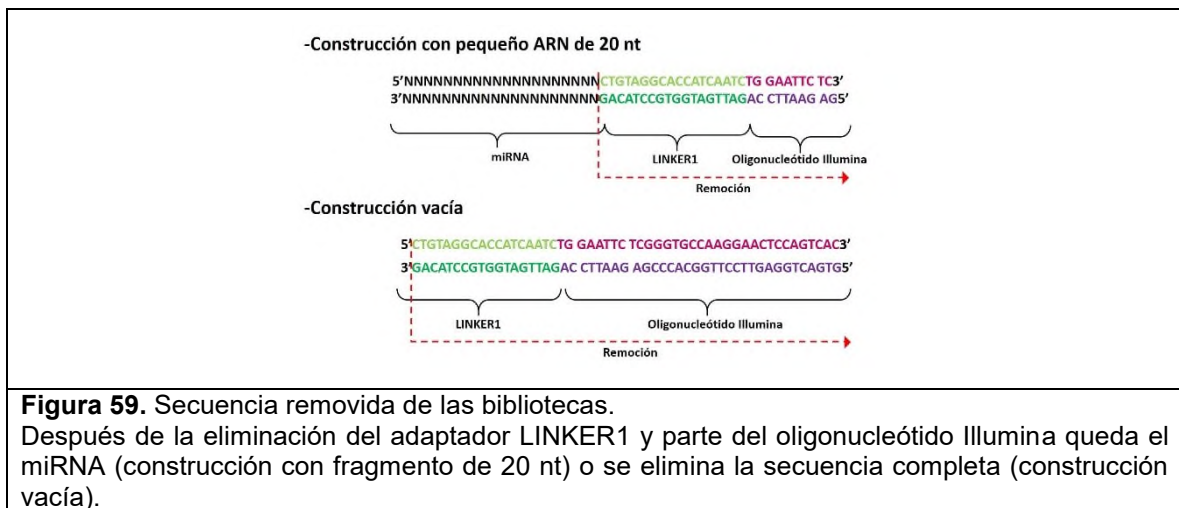 -Construcción con pequeño ARN de 20 nt
5'NNNNNNNNNNNNNNNNNNNNCTGTAGGCACCATCAATCTG GAATTC TC3'
3'NNNNNNNNNNNNNNNNNNNNGACATCCGTGGTAGTTAGAC CTTAAG AG5'
miRNA LINKER1 Oligonucleótido Illumina
Remoción
-Construcción vacía
5'CTGTAGGCACCATCAATCTG GAATTC TCGGGTGCCAAGGAACTCCAGTCAC3'
3'GACATCCGTGGTAGTTAGAC CTTAAG AGCCCACGGTTCCTTGAGGTCAGTG5'
LINKER1 Oligonucleótido Illumina
Remoción
Figura 59. Secuencia removida de las bibliotecas.
Después de la eliminación del adaptador LINKER1 y parte del oligonucleótido Illumina queda el
miRNA (construcción con fragmento de 20 nt) o se elimina la secuencia completa (construcción
vacía).